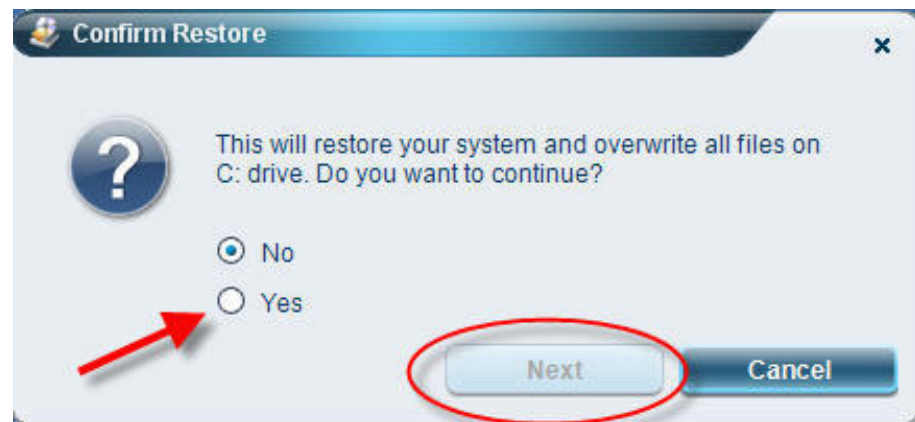 Confirm Restore
This will restore your system and overwrite all files on
C: drive. Do you want to continue?
No
Yes
Next
Cancel